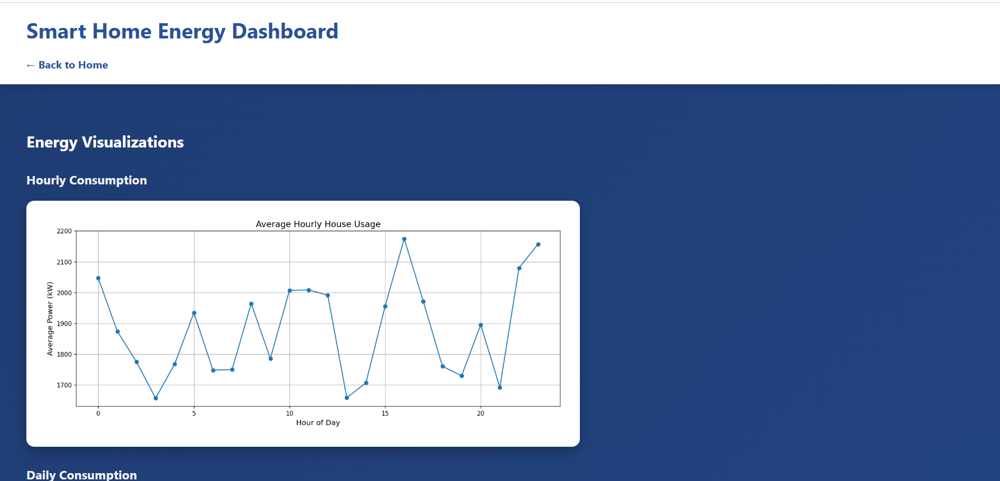 Smart Home Energy Dashboard
← Back to Home
Energy Visualizations
Hourly Consumption
Average Hourly House Usage
2200
2100
2000
1900
1800
1700
Average Power (kW)
0 5 10 15 20
Hour of Day
Daily Consumption